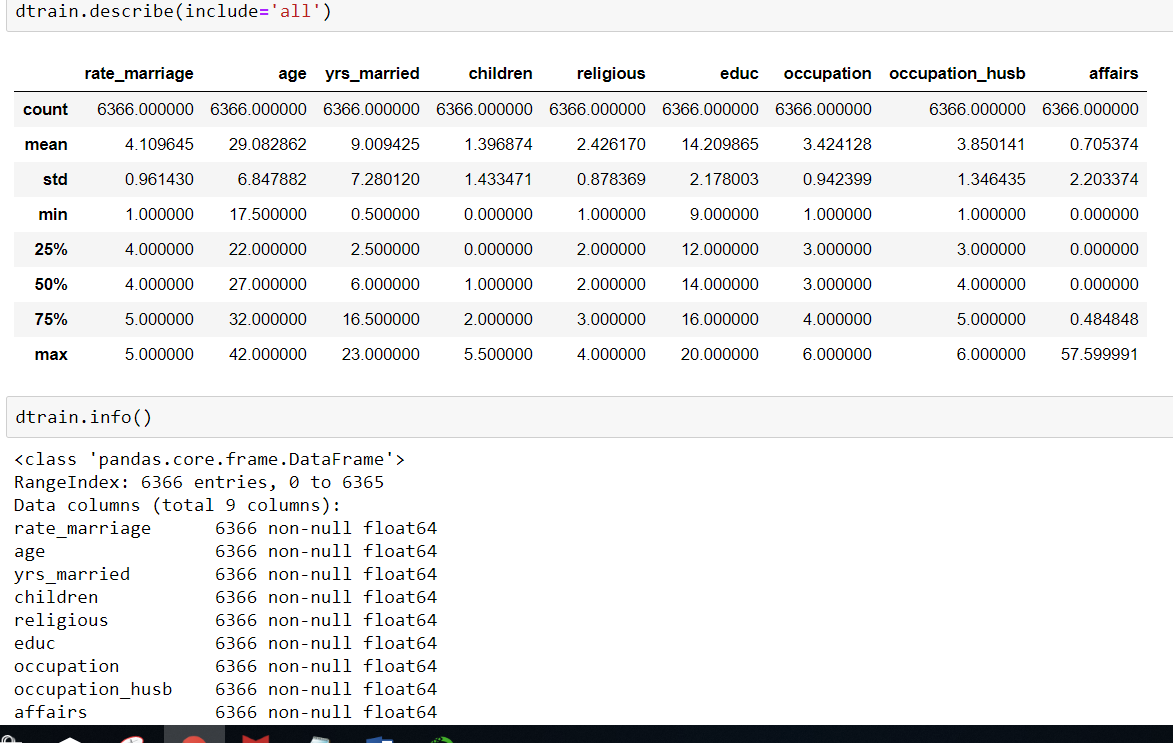 dtrain.describe(include='all')
rate_marriage age yrs_married children religious educ occupation occupation_husb affairs
count 6366.000000 6366.000000 6366.000000 6366.000000 6366.000000 6366.000000 6366.000000 6366.000000 6366.000000
mean 4.109645 29.082862 9.009425 1.396874 2.426170 14.209865 3.424128 3.850141 0.705374
std 0.961430 6.847882 7.280120 1.433471 0.878369 2.178003 0.942399 1.346435 2.203374
min 1.000000 17.500000 0.500000 0.000000 1.000000 9.000000 1.000000 1.000000 0.000000
25% 4.000000 22.000000 2.500000 0.000000 2.000000 12.000000 3.000000 3.000000 0.000000
50% 4.000000 27.000000 6.000000 1.000000 2.000000 14.000000 3.000000 4.000000 0.000000
75% 5.000000 32.000000 16.500000 2.000000 3.000000 16.000000 4.000000 5.000000 0.484848
max 5.000000 42.000000 23.000000 5.500000 4.000000 20.000000 6.000000 6.000000 57.599991
dtrain.info()
<class 'pandas.core.frame.DataFrame'>
RangeIndex: 6366 entries, 0 to 6365
Data columns (total 9 columns):
rate_marriage 6366 non-null float64
age 6366 non-null float64
yrs_married 6366 non-null float64
children 6366 non-null float64
religious 6366 non-null float64
educ 6366 non-null float64
occupation 6366 non-null float64
occupation_husb 6366 non-null float64
affairs 6366 non-null float64